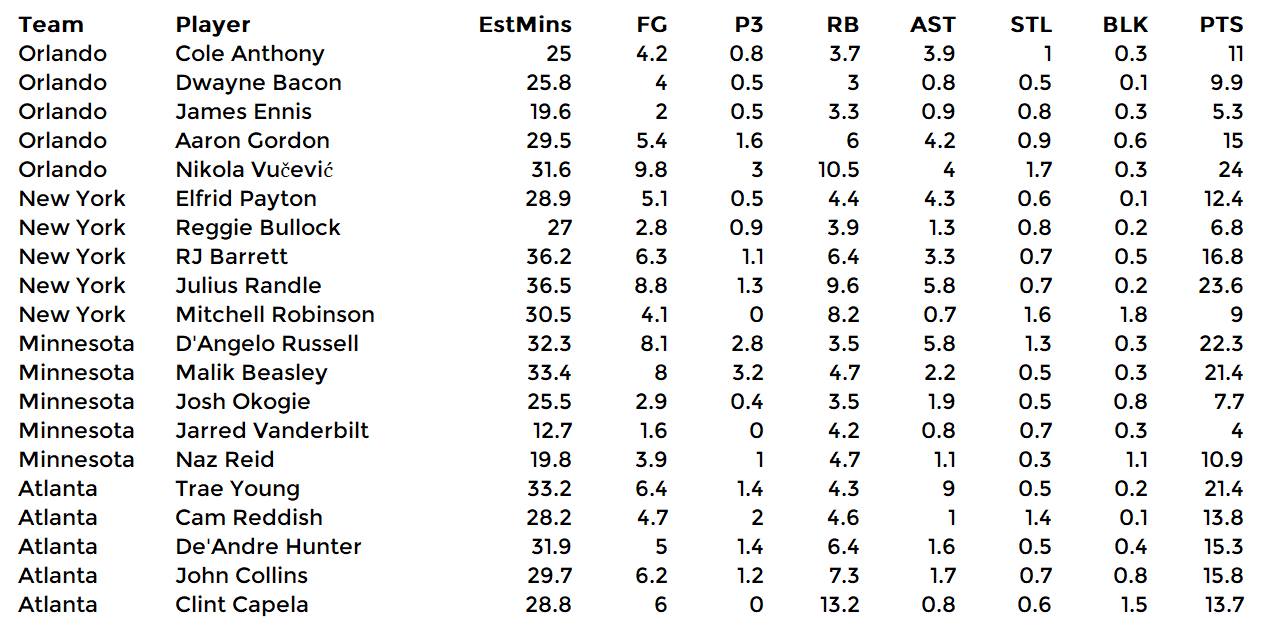 Team Player EstMins FG P3 RB AST STL BLK PTS
Orlando Cole Anthony 25 4.2 0.8 3.7 3.9 1 0.3 11
Orlando Dwayne Bacon 25.8 4 0.5 3 0.8 0.5 0.1 9.9
Orlando James Ennis 19.6 2 0.5 3.3 0.9 0.8 0.3 5.3
Orlando Aaron Gordon 29.5 5.4 1.6 6 4.2 0.9 0.6 15
Orlando Nikola Vučević 31.6 9.8 3 10.5 4 1.7 0.3 24
New York Elfrid Payton 28.9 5.1 0.5 4.4 4.3 0.6 0.1 12.4
New York Reggie Bullock 27 2.8 0.9 3.9 1.3 0.8 0.2 6.8
New York RJ Barrett 36.2 6.3 1.1 6.4 3.3 0.7 0.5 16.8
New York Julius Randle 36.5 8.8 1.3 9.6 5.8 0.7 0.2 23.6
New York Mitchell Robinson 30.5 4.1 0 8.2 0.7 1.6 1.8 9
Minnesota D'Angelo Russell 32.3 8.1 2.8 3.5 5.8 1.3 0.3 22.3
Minnesota Malik Beasley 33.4 8 3.2 4.7 2.2 0.5 0.3 21.4
Minnesota Josh Okogie 25.5 2.9 0.4 3.5 1.9 0.5 0.8 7.7
Minnesota Jarred Vanderbilt 12.7 1.6 0 4.2 0.8 0.7 0.3 4
Minnesota Naz Reid 19.8 3.9 1 4.7 1.1 0.3 1.1 10.9
Atlanta Trae Young 33.2 6.4 1.4 4.3 9 0.5 0.2 21.4
Atlanta Cam Reddish 28.2 4.7 2 4.6 1 1.4 0.1 13.8
Atlanta De'Andre Hunter 31.9 5 1.4 6.4 1.6 0.5 0.4 15.3
Atlanta John Collins 29.7 6.2 1.2 7.3 1.7 0.7 0.8 15.8
Atlanta Clint Capela 28.8 6 0 13.2 0.8 0.6 1.5 13.7